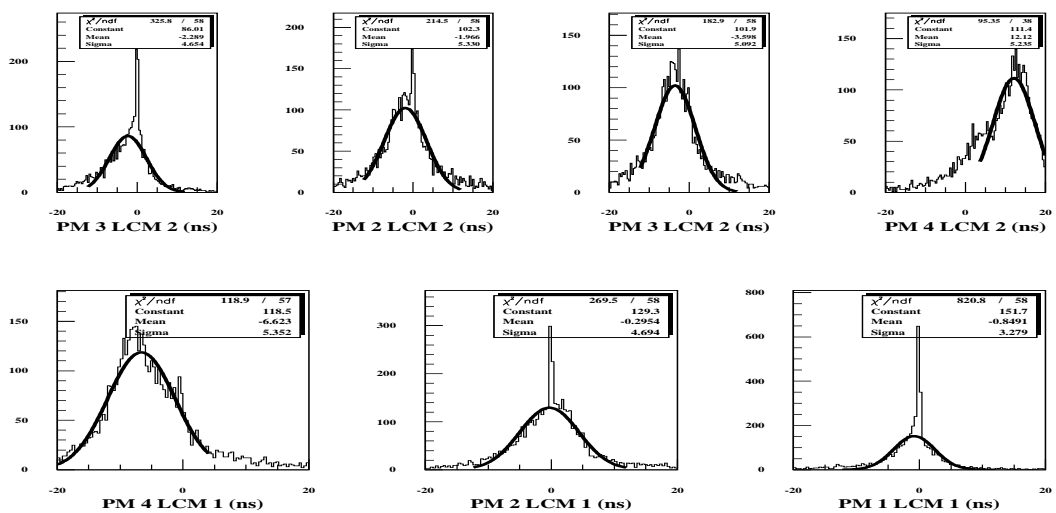 χ²/ndf 325.8 / 58
Constant 86.01
Mean -2.289
Sigma 4.654
200
100
0
-20 0 20
PM 3 LCM 2 (ns)
200
χ²/ndf 214.5 / 58
Constant 102.3
Mean -1.966
Sigma 5.330
150
100
50
0
-20 0 20
PM 2 LCM 2 (ns)
χ²/ndf 182.9 / 58
Constant 101.9
Mean -3.598
Sigma 5.092
150
100
50
0
-20 0 20
PM 3 LCM 2 (ns)
χ²/ndf 95.35 / 38
Constant 111.4
Mean 12.12
Sigma 5.235
150
100
50
0
-20 0 20
PM 4 LCM 2 (ns)
χ²/ndf 118.9 / 57
Constant 118.5
Mean -6.623
Sigma 5.352
150
100
50
0
-20 0 20
PM 4 LCM 1 (ns)
χ²/ndf 269.5 / 58
Constant 129.3
Mean -0.2954
Sigma 4.694
300
200
100
0
-20 0 20
PM 2 LCM 1 (ns)
800
χ²/ndf 820.8 / 58
Constant 151.7
Mean -0.8491
Sigma 3.279
600
400
200
0
-20 0 20
PM 1 LCM 1 (ns)